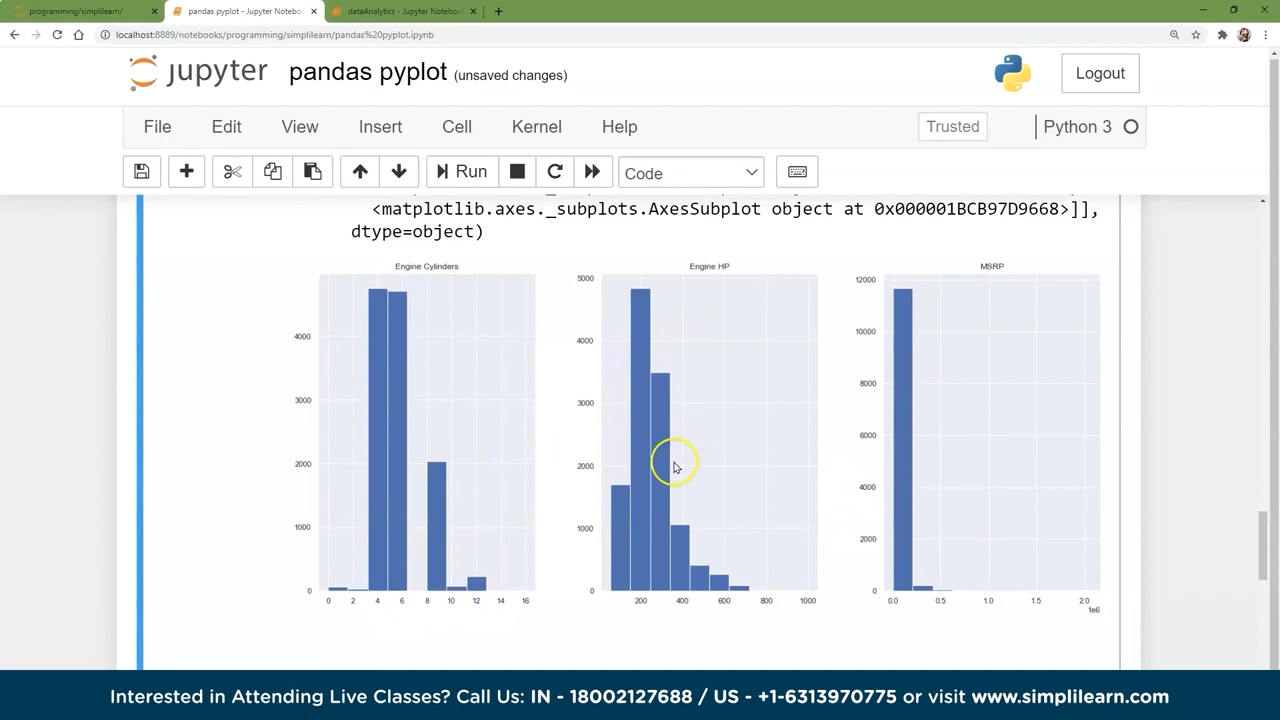 programming/simplilearn/
pandas pyplot - Jupyter Noteboo
dataAnalytics - Jupyter Noteboo
localhost:8889/notebooks/programming/simplilearn/pandas%20pyplot.ipynb
jupyter pandas pyplot (unsaved changes)
Logout
File Edit View Insert Cell Kernel Help
Trusted
Python 3
Run
Code
<matplotlib.axes._subplots.AxesSubplot object at 0x000001BCB97D9668>]],
dtype=object)
Engine Cylinders
4000
3000
2000
1000
0
0 2 4 6 8 10 12 14 16
Engine HP
5000
4000
3000
2000
1000
0
200 400 600 800 1000
MSRP
12000
10000
8000
6000
4000
2000
0
0.0 0.5 1.0 1.5 2.0
1e6
Interested in Attending Live Classes? Call Us: IN - 18002127688 / US - +1-6313970775 or visit www.simplilearn.com